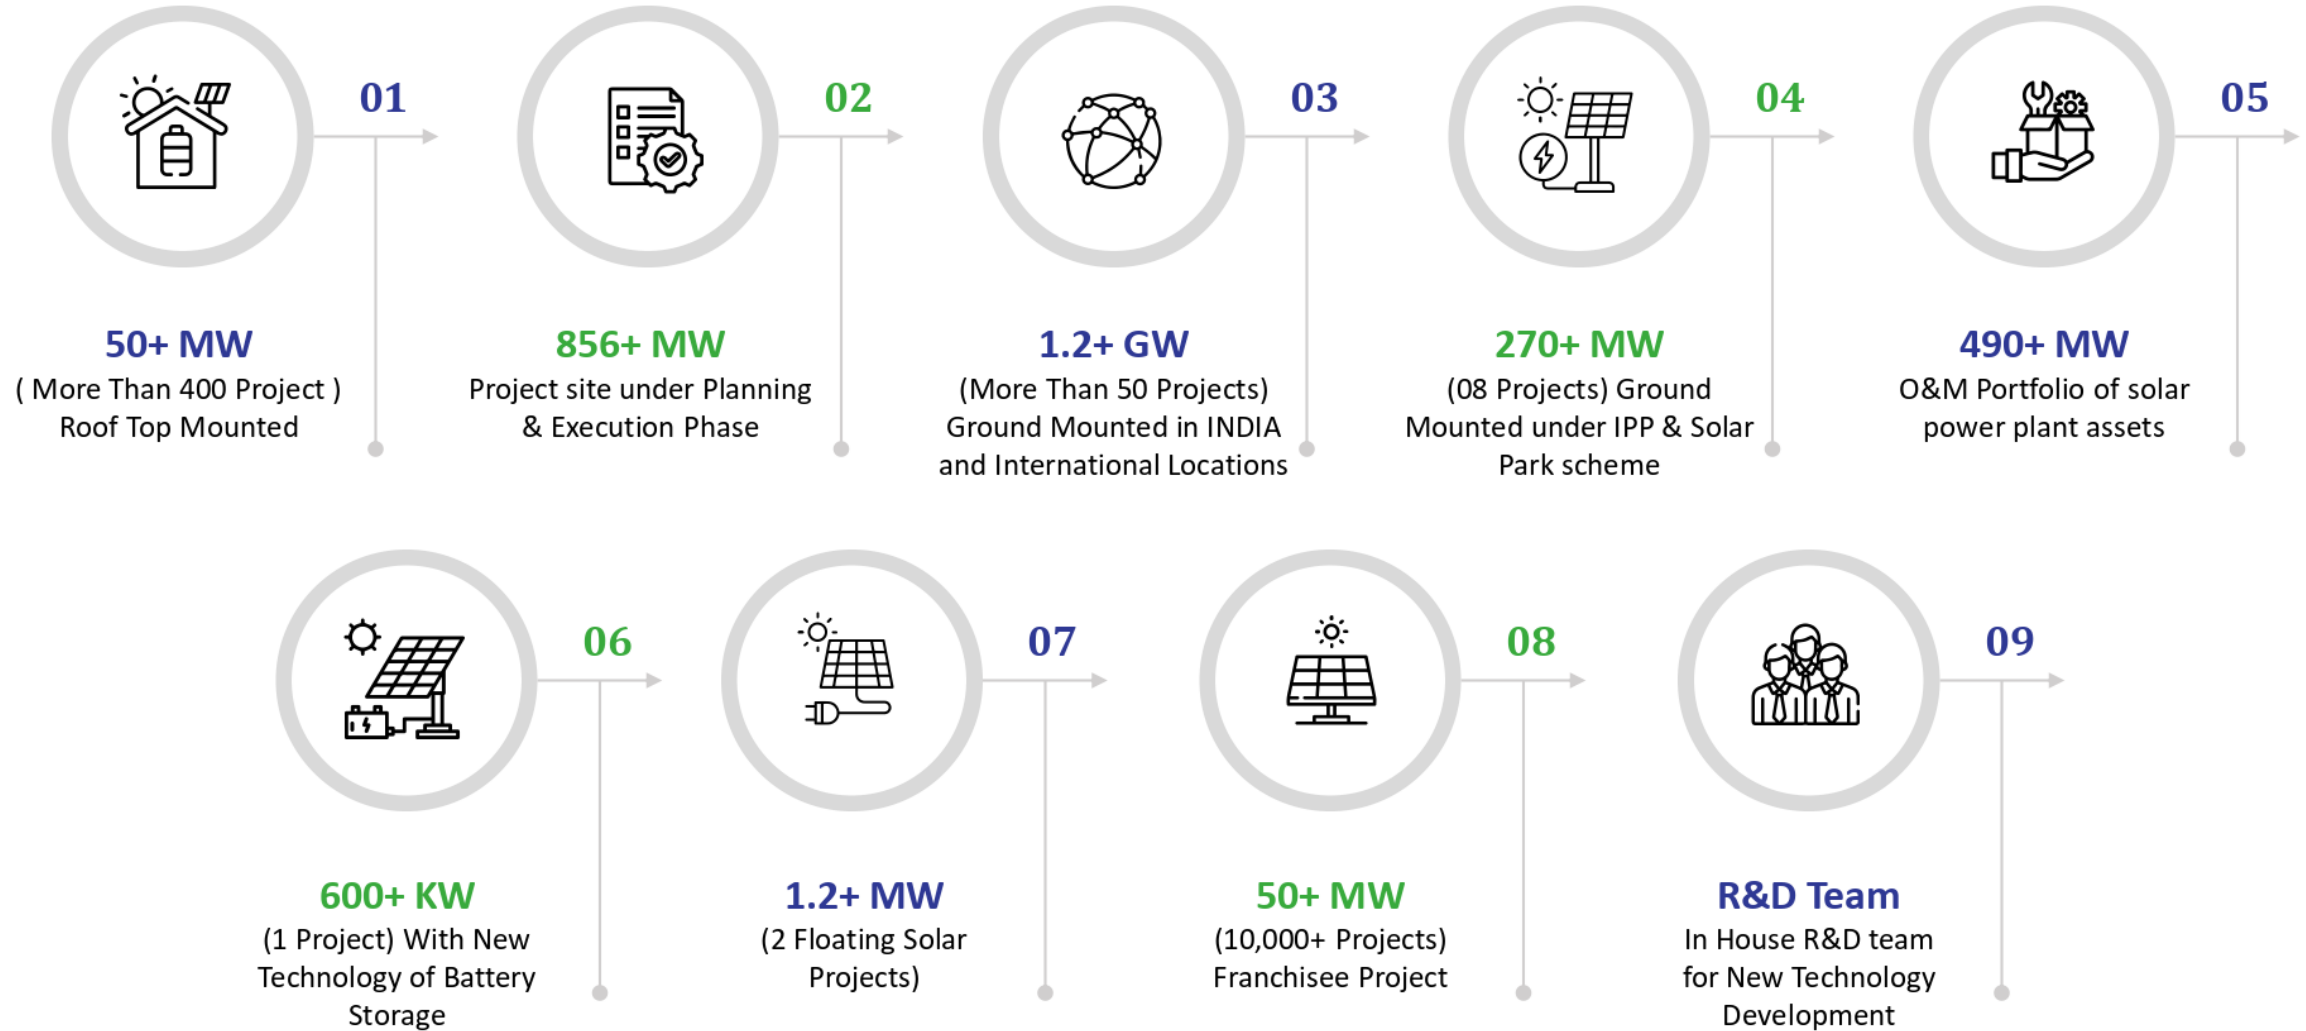 01
50+ MW
( More Than 400 Project )
Roof Top Mounted
02
856+ MW
Project site under Planning
& Execution Phase
03
1.2+ GW
(More Than 50 Projects)
Ground Mounted in INDIA
and International Locations
04
270+ MW
(08 Projects) Ground
Mounted under IPP & Solar
Park scheme
05
490+ MW
O&M Portfolio of solar
power plant assets
06
600+ KW
(1 Project) With New
Technology of Battery
Storage
07
1.2+ MW
(2 Floating Solar
Projects)
08
50+ MW
(10,000+ Projects)
Franchisee Project
09
R&D Team
In House R&D team
for New Technology
Development